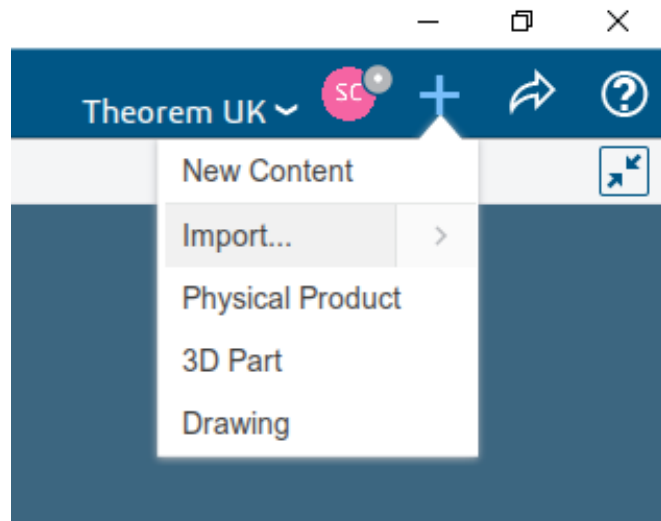 Theorem UK
SC
New Content
Import...
Physical Product
3D Part
Drawing